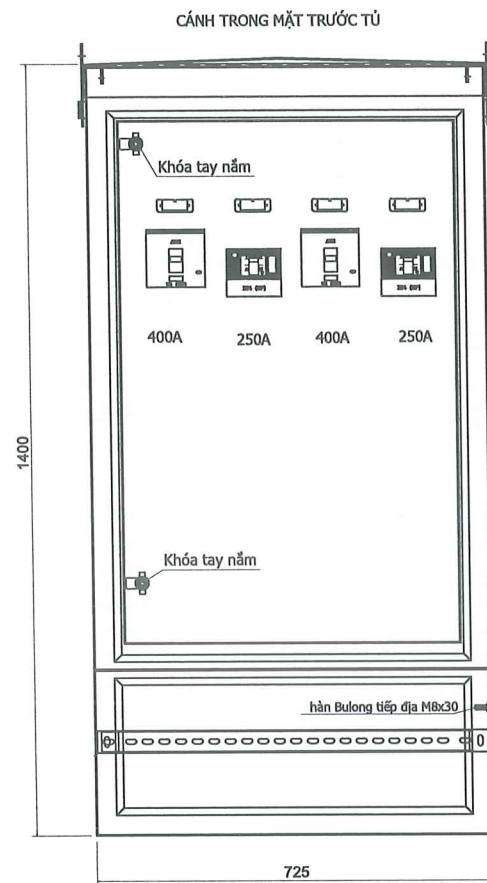 CÁNH TRONG MẶT TRƯỚC TỦ
Khóa tay nắm
400A
250A
400A
250A
1400
Khóa tay nắm
hàn Bulong tiếp địa M8x30
725